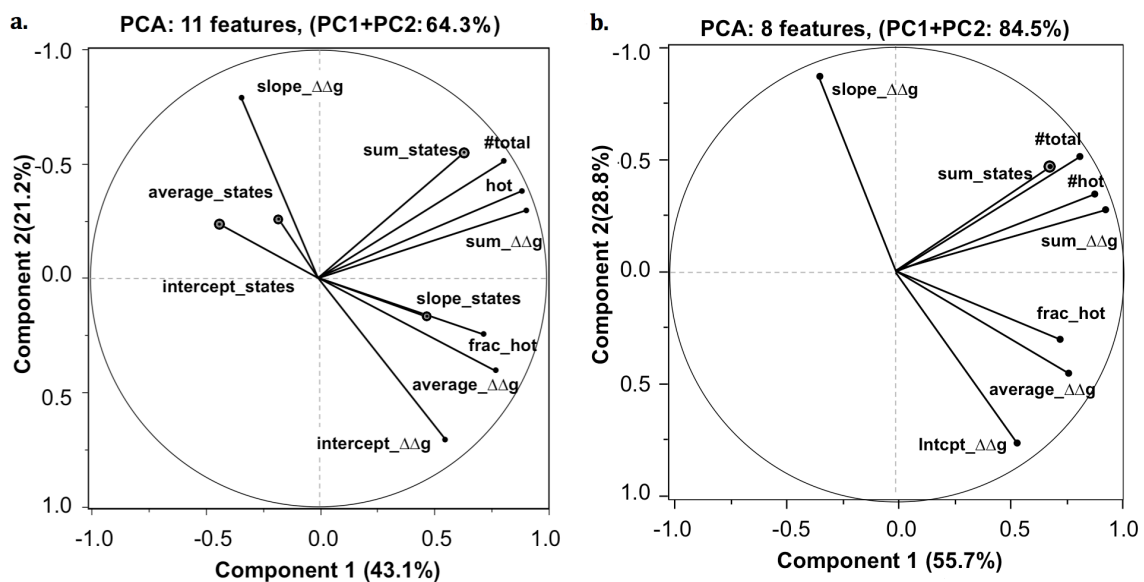 a.
PCA: 11 features, (PC1+PC2: 64.3%)
-1.0
-0.5
0.0
0.5
1.0
Component 2(21.2%)
slope_ΔΔg
sum_states
#total
hot
average_states
sum_ΔΔg
intercept_states
slope_states
frac_hot
average_ΔΔg
intercept_ΔΔg
-1.0
-0.5
0.0
0.5
1.0
Component 1 (43.1%)
b.
PCA: 8 features, (PC1+PC2: 84.5%)
-1.0
-0.5
0.0
0.5
1.0
Component 2(28.8%)
slope_ΔΔg
#total
sum_states
#hot
sum_ΔΔg
frac_hot
average_ΔΔg
Intcpt_ΔΔg
-1.0
-0.5
0.0
0.5
1.0
Component 1 (55.7%)